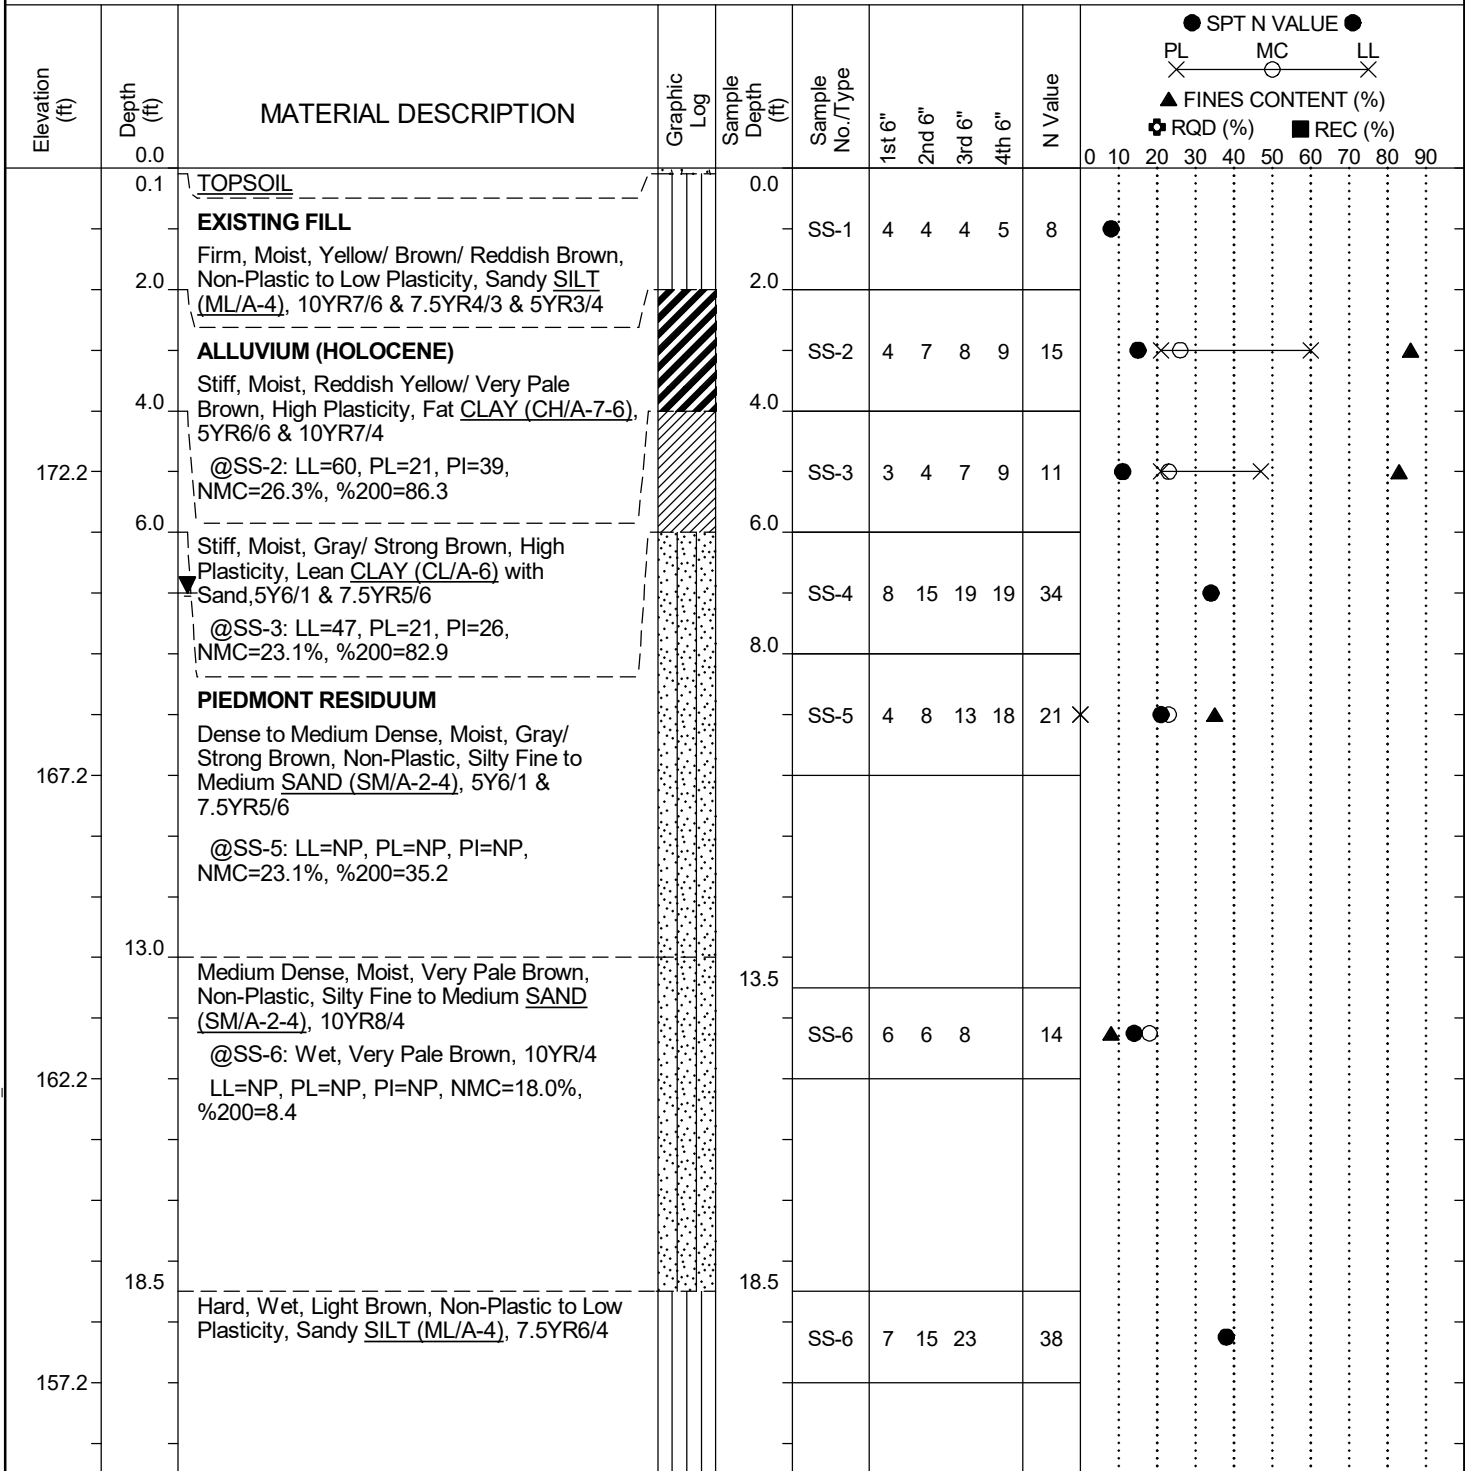 Elevation
(ft)
Depth
(ft)
0.0
MATERIAL DESCRIPTION
Graphic
Log
Sample
Depth
(ft)
Sample
No./Type
1st 6"
2nd 6"
3rd 6"
4th 6"
N Value
SPT N VALUE
PL MC LL
FINES CONTENT (%)
RQD (%) REC (%)
0 10 20 30 40 50 60 70 80 90
0.1 TOPSOIL 0.0
EXISTING FILL
SS-1 4 4 4 5 8
Firm, Moist, Yellow/ Brown/ Reddish Brown,
Non-Plastic to Low Plasticity, Sandy SILT
(ML/A-4), 10YR7/6 & 7.5YR4/3 & 5YR3/4
2.0 2.0
ALLUVIUM (HOLOCENE)
SS-2 4 7 8 9 15
Stiff, Moist, Reddish Yellow/ Very Pale
Brown, High Plasticity, Fat CLAY (CH/A-7-6),
5YR6/6 & 10YR7/4
4.0 4.0
@SS-2: LL=60, PL=21, PI=39,
NMC=26.3%, %200=86.3
172.2 SS-3 3 4 7 9 11
6.0 6.0
Stiff, Moist, Gray/ Strong Brown, High
Plasticity, Lean CLAY (CL/A-6) with
Sand,5Y6/1 & 7.5YR5/6
SS-4 8 15 19 19 34
@SS-3: LL=47, PL=21, PI=26,
NMC=23.1%, %200=82.9
8.0
PIEDMONT RESIDUUM
SS-5 4 8 13 18 21
Dense to Medium Dense, Moist, Gray/
Strong Brown, Non-Plastic, Silty Fine to
Medium SAND (SM/A-2-4), 5Y6/1 &
7.5YR5/6
167.2
@SS-5: LL=NP, PL=NP, PI=NP,
NMC=23.1%, %200=35.2
13.0
Medium Dense, Moist, Very Pale Brown,
Non-Plastic, Silty Fine to Medium SAND
(SM/A-2-4), 10YR8/4
13.5
SS-6 6 6 8 14
@SS-6: Wet, Very Pale Brown, 10YR/4
LL=NP, PL=NP, PI=NP, NMC=18.0%,
%200=8.4
162.2
18.5 18.5
Hard, Wet, Light Brown, Non-Plastic to Low
Plasticity, Sandy SILT (ML/A-4), 7.5YR6/4
SS-6 7 15 23 38
157.2